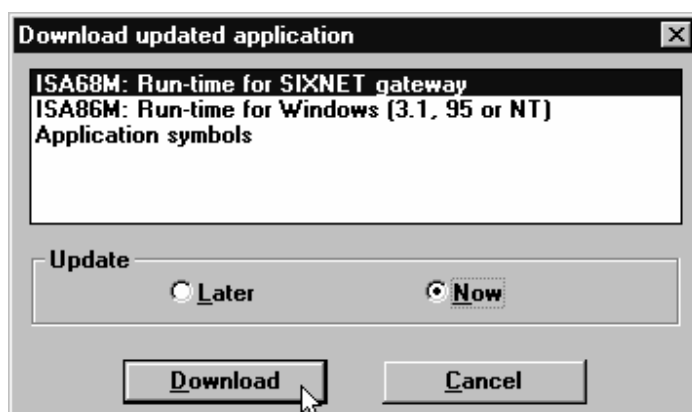 Download updated application
ISA68M: Run-time for SIXNET gateway
ISA86M: Run-time for Windows (3.1, 95 or NT)
Application symbols
Update
Later Now
Download Cancel